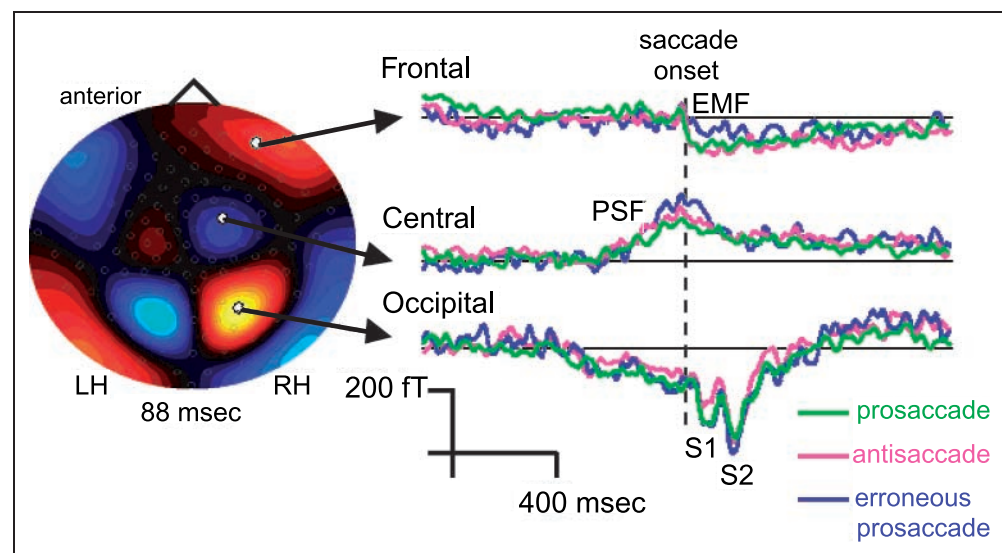 saccade
onset
Frontal
anterior
EMF
PSF
Central
Occipital
LH
RH
88 msec
200 fT
400 msec
S1
S2
prosaccade
antisaccade
erroneous
prosaccade